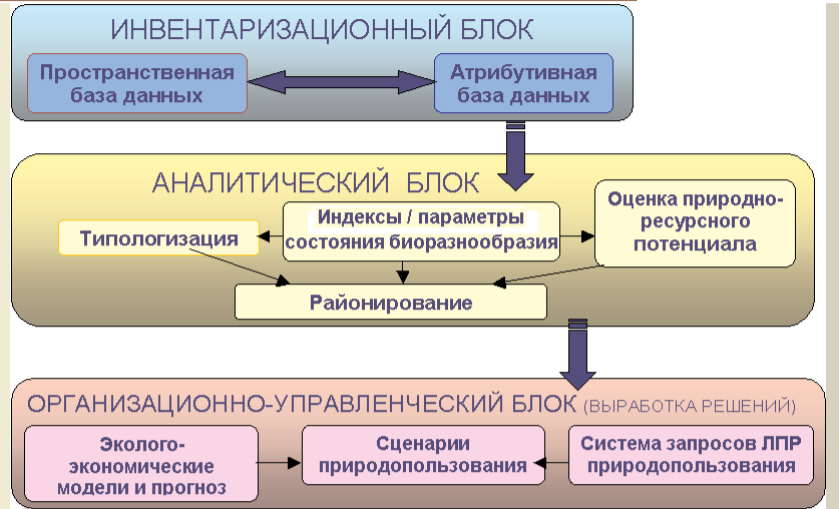 ИНВЕНТАРИЗАЦИОННЫЙ БЛОК
Пространственная
база данных
Атрибутивная
база данных
АНАЛИТИЧЕСКИЙ БЛОК
Типологизация
Индексы / параметры
состояния биоразнообразия
Оценка природно-
ресурсного
потенциала
Районирование
ОРГАНИЗАЦИОННО-УПРАВЛЕНЧЕСКИЙ БЛОК (ВЫРАБОТКА РЕШЕНИЙ)
Эколого-
экономические
модели и прогноз
Сценарии
природопользования
Система запросов ЛПР
природопользования